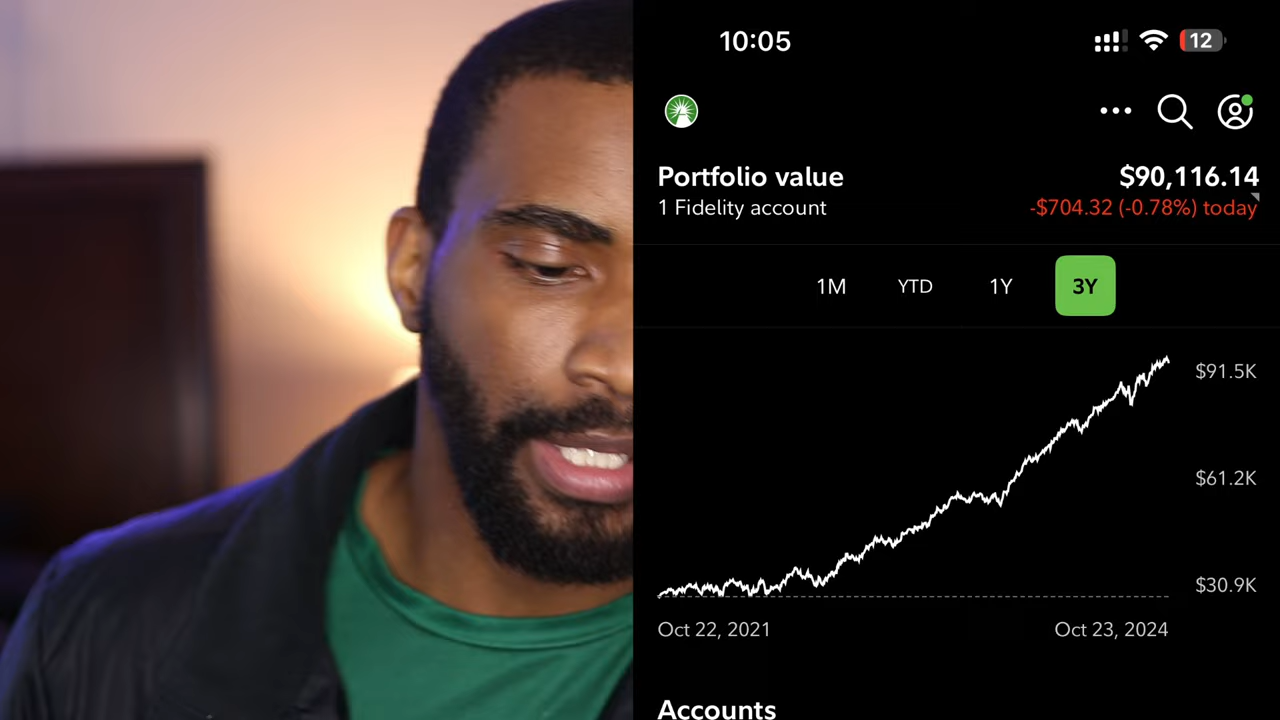 10:05
12
Portfolio value
$90,116.14
1 Fidelity account
-$704.32 (-0.78%) today
1M YTD 1Y 3Y
$91.5K
$61.2K
$30.9K
Oct 22, 2021
Oct 23, 2024
Accounts